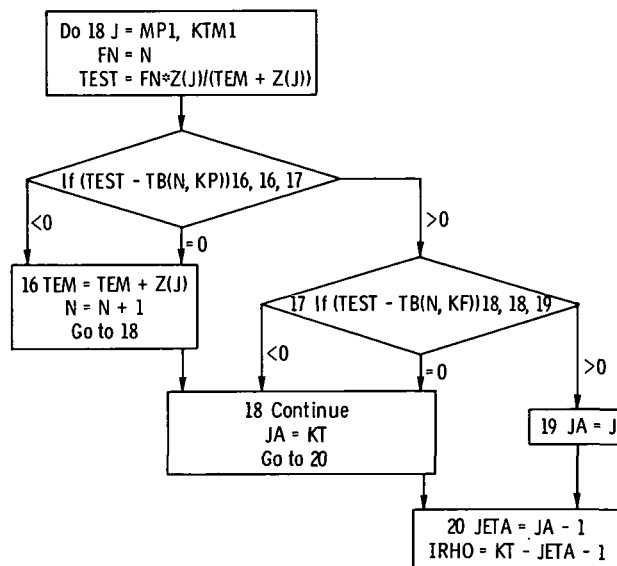 Do 18 J = MP1, KTM1
FN = N
TEST = FN*Z(J)/(TEM + Z(J))
If (TEST - TB(N, KP))16, 16, 17
<0
=0
>0
16 TEM = TEM + Z(J)
N = N + 1
Go to 18
17 If (TEST - TB(N, KF))18, 18, 19
<0
=0
>0
18 Continue
JA = KT
Go to 20
19 JA = J
20 JETA = JA - 1
IRHO = KT - JETA - 1